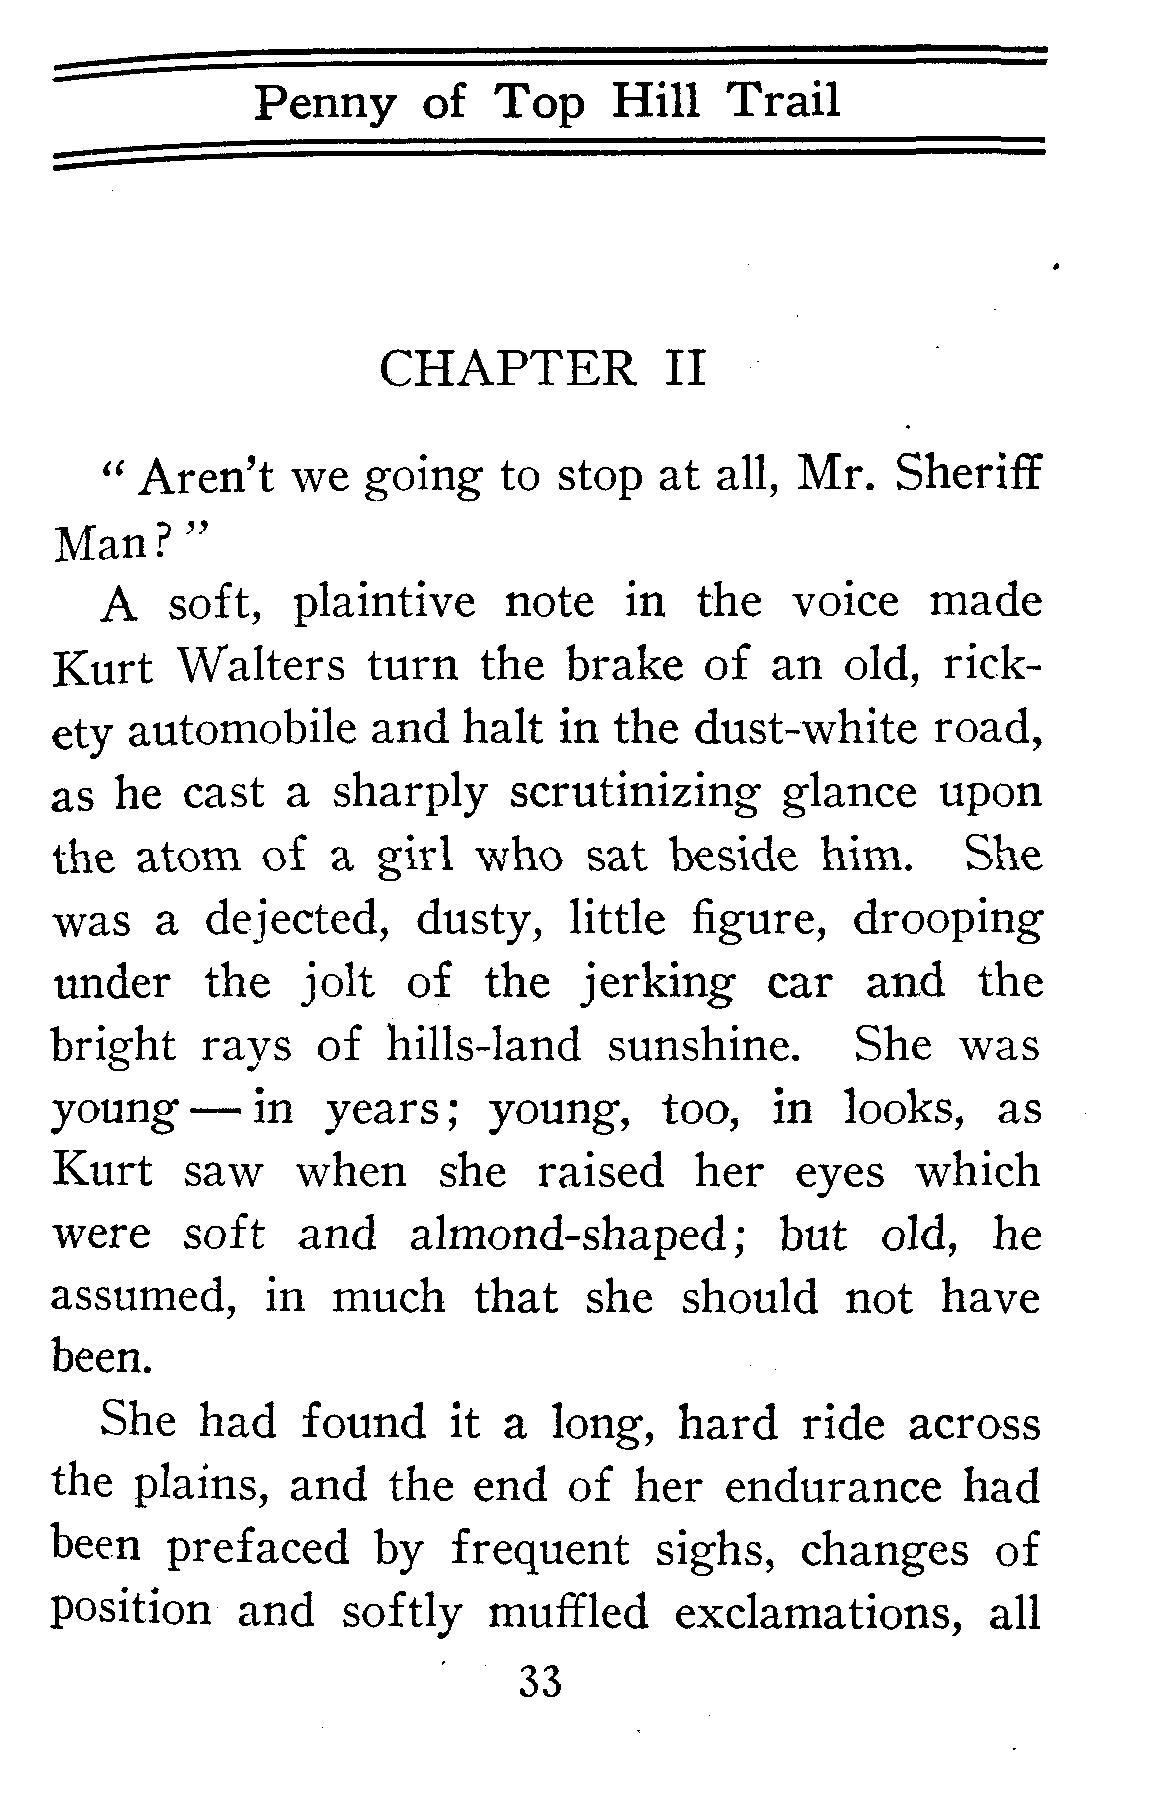 Penny of Top Hill Trail
CHAPTER II
“ Aren't we going to stop at all, Mr. Sheriff
Man? ”
A soft, plaintive note in the voice made
Kurt Walters turn the brake of an old, rick-
ety automobile and halt in the dust-white road,
as he cast a sharply scrutinizing glance upon
the atom of a girl who sat beside him. She
was a dejected, dusty, little figure, drooping
under the jolt of the jerking car and the
bright rays of hills-land sunshine. She was
young — in years; young, too, in looks, as
Kurt saw when she raised her eyes which
were soft and almond-shaped; but old, he
assumed, in much that she should not have
been.
She had found it a long, hard ride across
the plains, and the end of her endurance had
been prefaced by frequent sighs, changes of
position and softly muffled exclamations, all
33